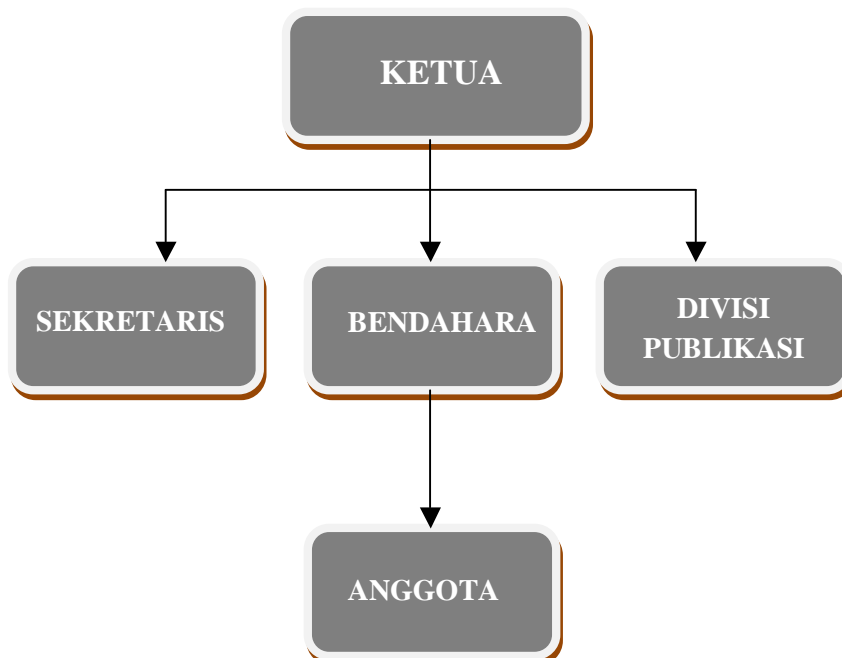 KETUA
SEKRETARIS
BENDAHARA
DIVISI
PUBLIKASI
ANGGOTA